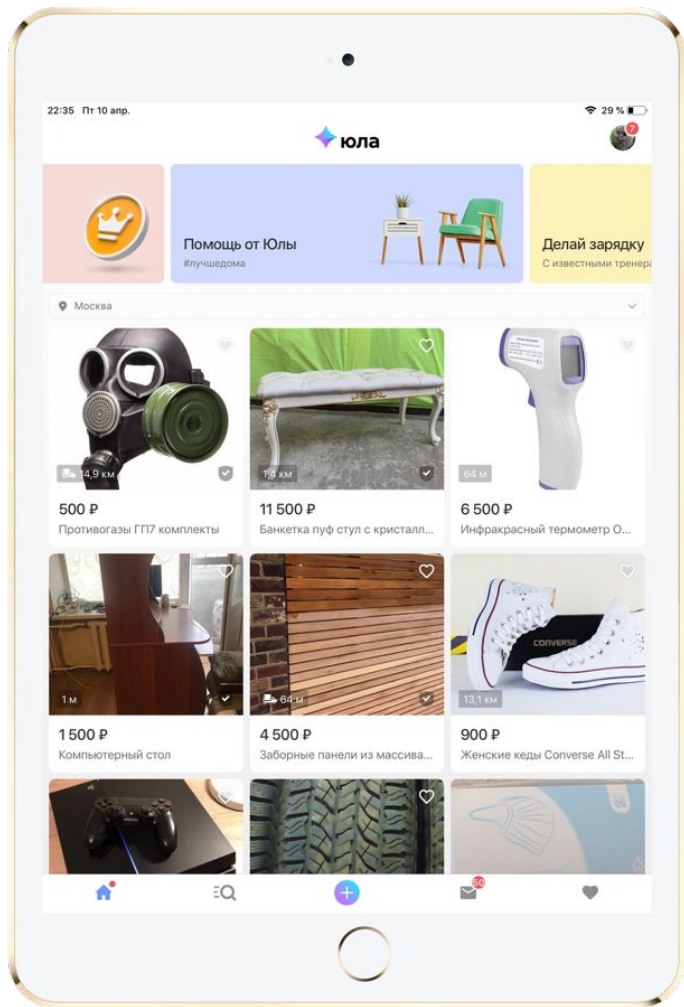 22:35 Пт 10 апр.
29 %
юла
7
Помощь от Юлы
#лучшедома
Делай зарядку
С известными тренера
Москва
14,9 км
1,4 км
64 м
500 ₽
11 500 ₽
6 500 ₽
Противогазы ГП7 комплекты
Банкетка пуф стул с кристалл...
Инфракрасный термометр O...
CONVERSE
1 м
64 м
13,1 км
1 500 ₽
4 500 ₽
900 ₽
Компьютерный стол
Заборные панели из массива...
Женские кеды Converse All St...
60